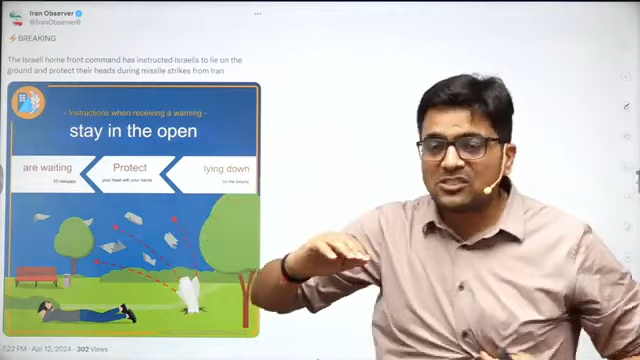 Iran Observer
@IranObserver0
⚡BREAKING
The Israeli home front command has instructed Israelis to lie on the
ground and protect their heads during missile strikes from Iran
- Instructions when receiving a warning -
stay in the open
are waiting
10 minutes
Protect
your head with your hands
lying down
on the ground
7:22 PM · Apr 12, 2024 · 302 Views